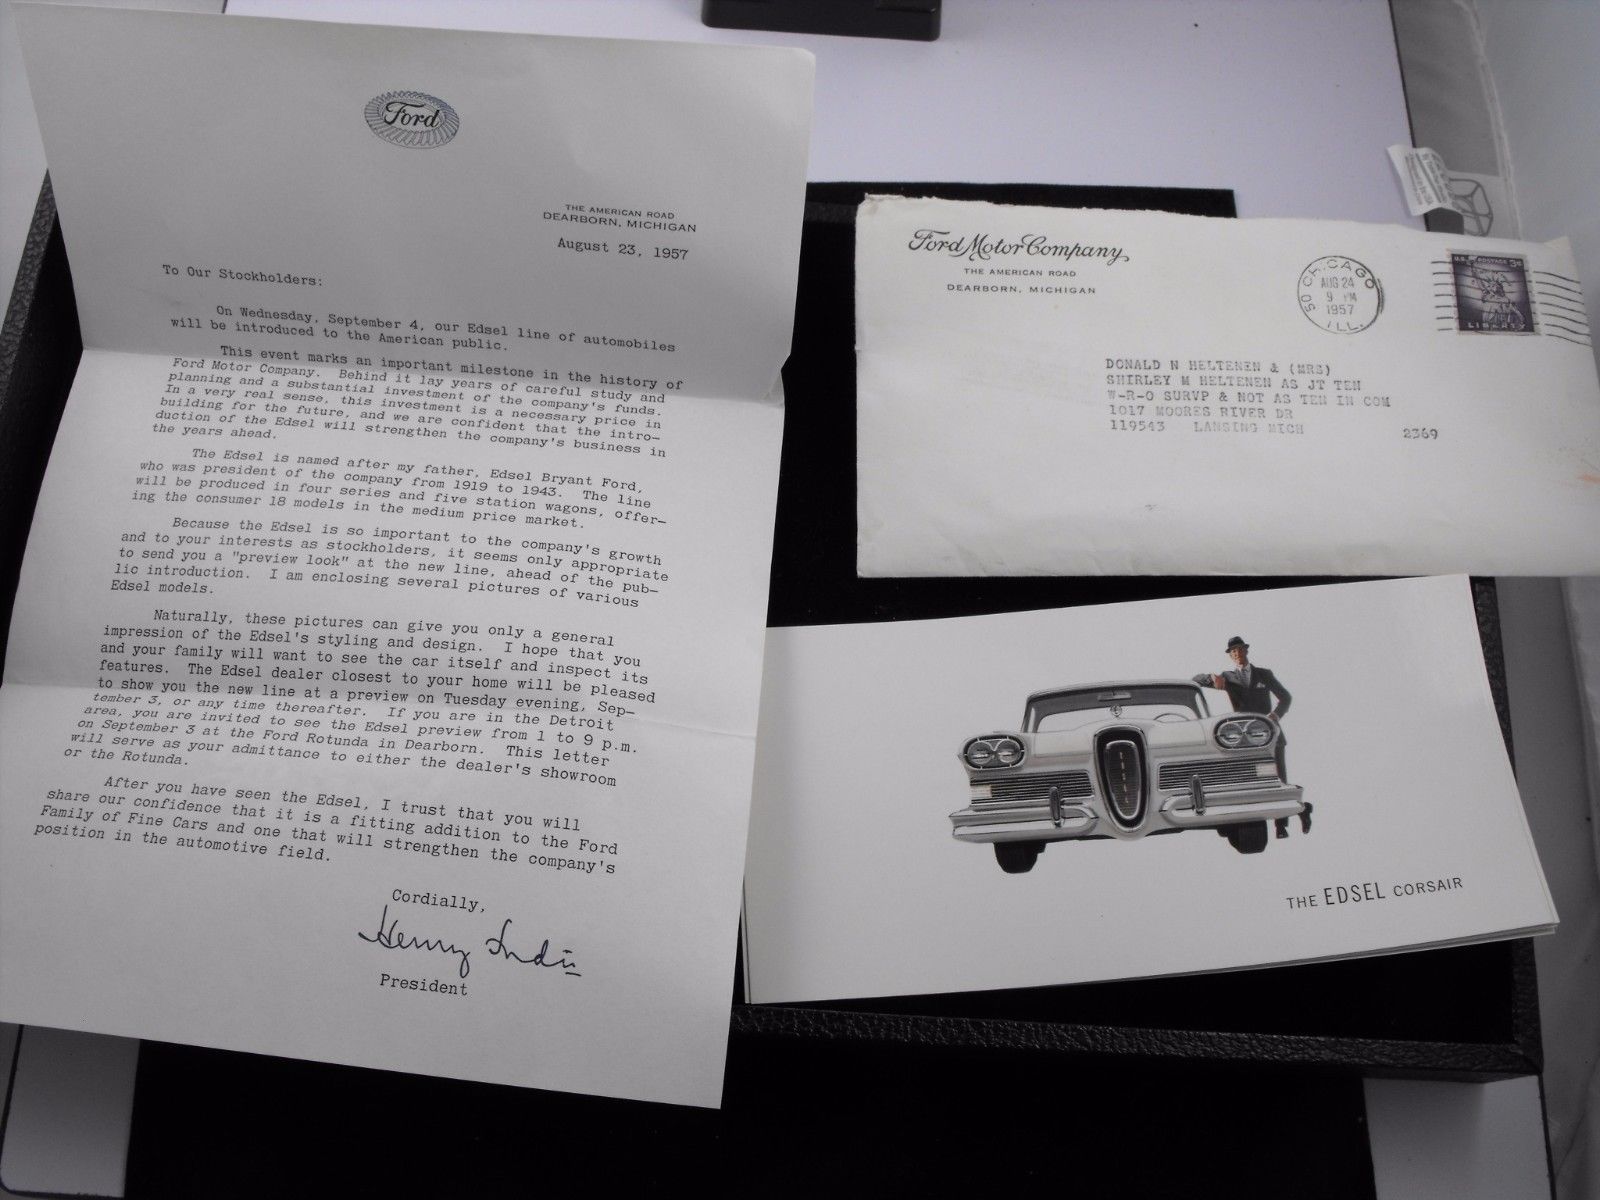 Ford
THE AMERICAN ROAD
DEARBORN, MICHIGAN
August 23, 1957
To Our Stockholders:
On Wednesday, September 4, our Edsel line of automobiles
will be introduced to the American public.
This event marks an important milestone in the history of
Ford Motor Company. Behind it lay years of careful study and
planning and a substantial investment of the company's funds.
In a very real sense, this investment is a necessary price in
building for the future, and we are confident that the intro-
duction of the Edsel will strengthen the company's business in
the years ahead.
The Edsel is named after my father, Edsel Bryant Ford,
who was president of the company from 1919 to 1943. The line
will be produced in four series and five station wagons, offer-
ing the consumer 18 models in the medium price market.
Because the Edsel is so important to the company's growth
and to your interests as stockholders, it seems only appropriate
to send you a "preview look" at the new line, ahead of the pub-
lic introduction. I am enclosing several pictures of various
Edsel models.
Naturally, these pictures can give you only a general
impression of the Edsel's styling and design. I hope that you
and your family will want to see the car itself and inspect its
features. The Edsel dealer closest to your home will be pleased
to show you the new line at a preview on Tuesday evening, Sep-
tember 3, or any time thereafter. If you are in the Detroit
area, you are invited to see the Edsel preview from 1 to 9 p.m.
on September 3 at the Ford Rotunda in Dearborn. This letter
will serve as your admittance to either the dealer's showroom
or the Rotunda.
After you have seen the Edsel, I trust that you will
share our confidence that it is a fitting addition to the Ford
Family of Fine Cars and one that will strengthen the company's
position in the automotive field.
Cordially,
Henry Ford II
President
Ford Motor Company
THE AMERICAN ROAD
DEARBORN, MICHIGAN
SO CHICAGO
AUG 24
9 PM
1957
ILL.
U.S. POSTAGE 3¢
LIBERTY
DONALD N HELTENEN & (MRS)
SHIRLEY M HELTENEN AS JT TEN
W-R-O SURVP & NOT AS TEN IN COM
1017 MOORES RIVER DR
119543 LANSING MICH 2369
EDSEL
THE EDSEL CORSAIR